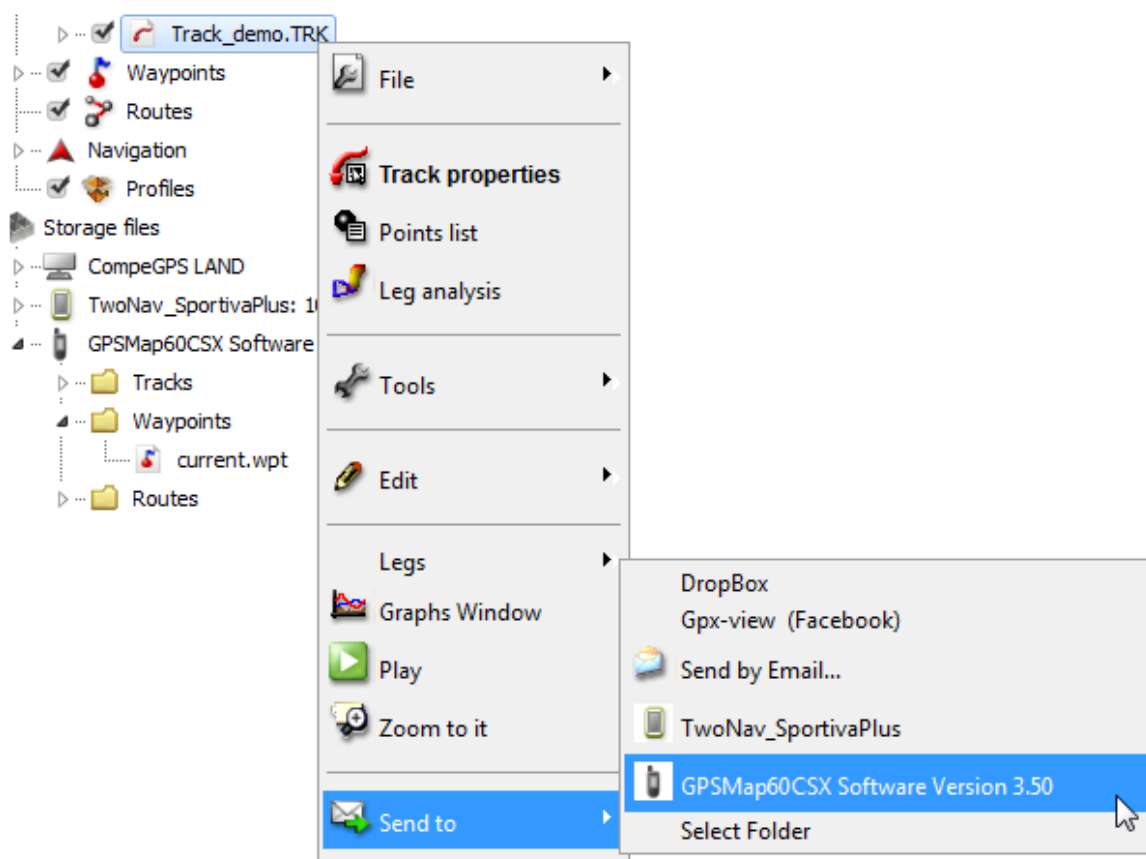 Track_demo.TRK
Waypoints
Routes
Navigation
Profiles
Storage files
CompeGPS LAND
TwoNav_SportivaPlus:
GPSMap60CSX Software
Tracks
Waypoints
current.wpt
Routes
File
Track properties
Points list
Leg analysis
Tools
Edit
Legs
Graphs Window
Play
Zoom to it
Send to
DropBox
Gpx-view (Facebook)
Send by Email...
TwoNav_SportivaPlus
GPSMap60CSX Software Version 3.50
Select Folder